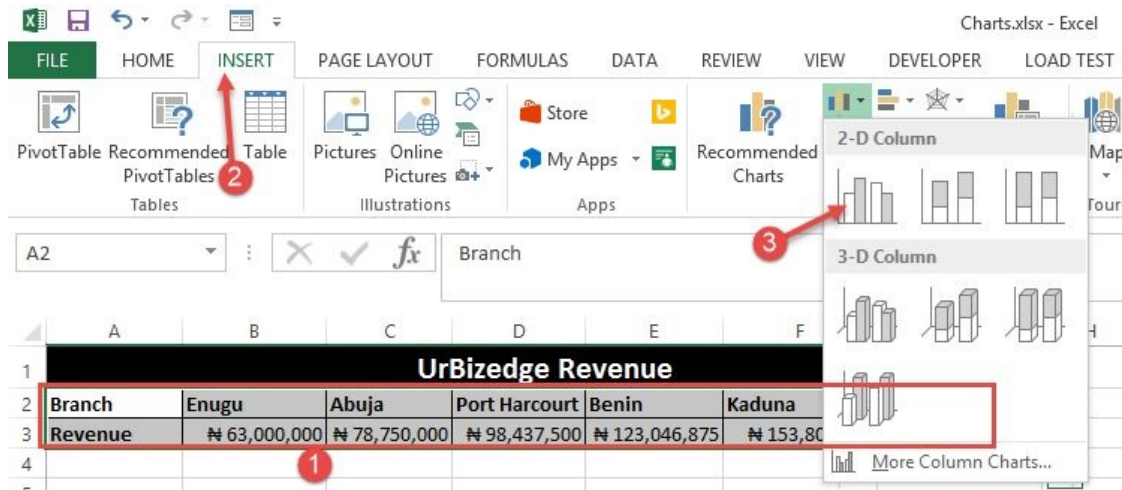 Charts.xlsx - Excel
FILE HOME INSERT PAGE LAYOUT FORMULAS DATA REVIEW VIEW DEVELOPER LOAD TEST
PivotTable Recommended PivotTables Table Pictures Online Pictures Store My Apps Recommended Charts
2
Tables Illustrations Apps
2-D Column
3
3-D Column
More Column Charts...
A2 fx Branch
A B C D E F H
1 UrBizedge Revenue
2 Branch Enugu Abuja Port Harcourt Benin Kaduna
3 Revenue ₦ 63,000,000 ₦ 78,750,000 ₦ 98,437,500 ₦ 123,046,875
4
1